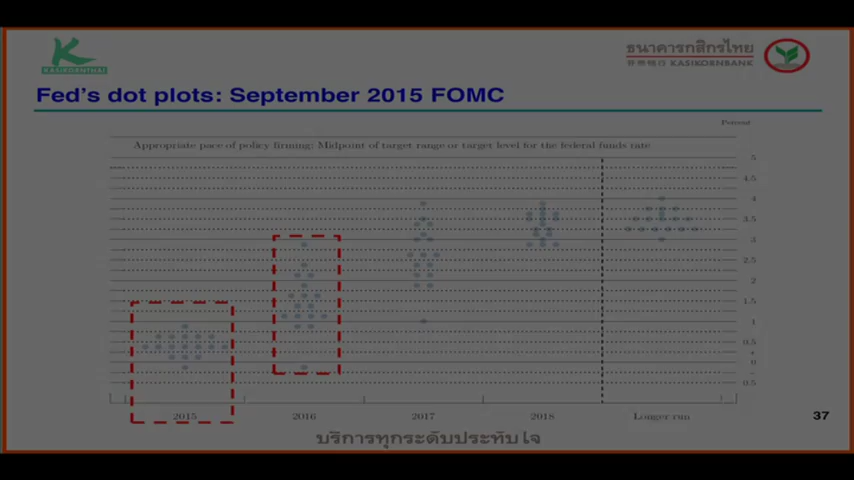 KASIKORNTHAI
ธนาคารกสิกรไทย
KASIKORNBANK
Fed's dot plots: September 2015 FOMC
Percent
Appropriate pace of policy firming: Midpoint of target range or target level for the federal funds rate
5
4.5
4
3.5
3
2.5
2
1.5
1
0.5
+
0
−
0.5
2015 2016 2017 2018 Longer run
37
บริการทุกระดับประทับใจ